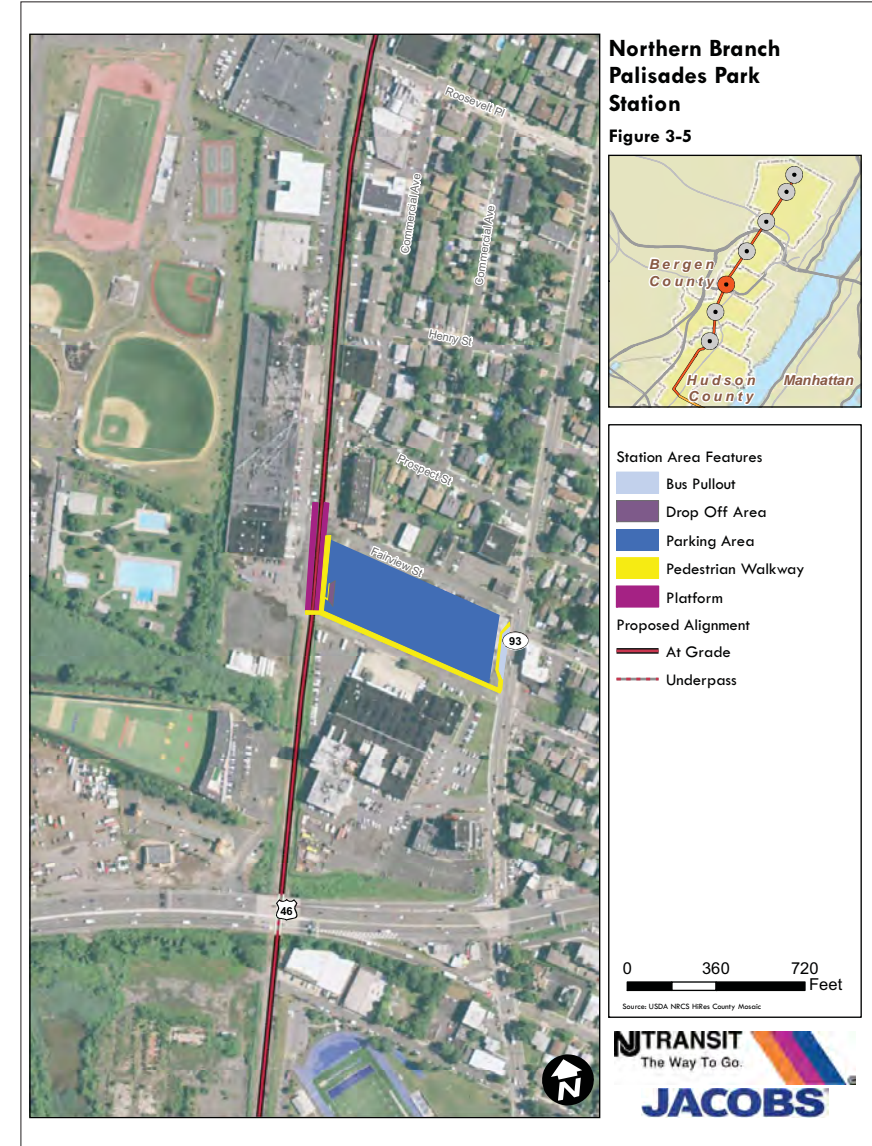 Northern Branch
Palisades Park
Station
Figure 3-5
Roosevelt Pl
Commercial Ave
Commercial Ave
Henry St
Prospect St
Fairview St
93
46
N
Bergen
County
Hudson
County
Manhattan
Station Area Features
Bus Pullout
Drop Off Area
Parking Area
Pedestrian Walkway
Platform
Proposed Alignment
At Grade
Underpass
0 360 720
Feet
Source: USDA NRCS HiRes County Mosaic
NJ TRANSIT
The Way To Go.
JACOBS